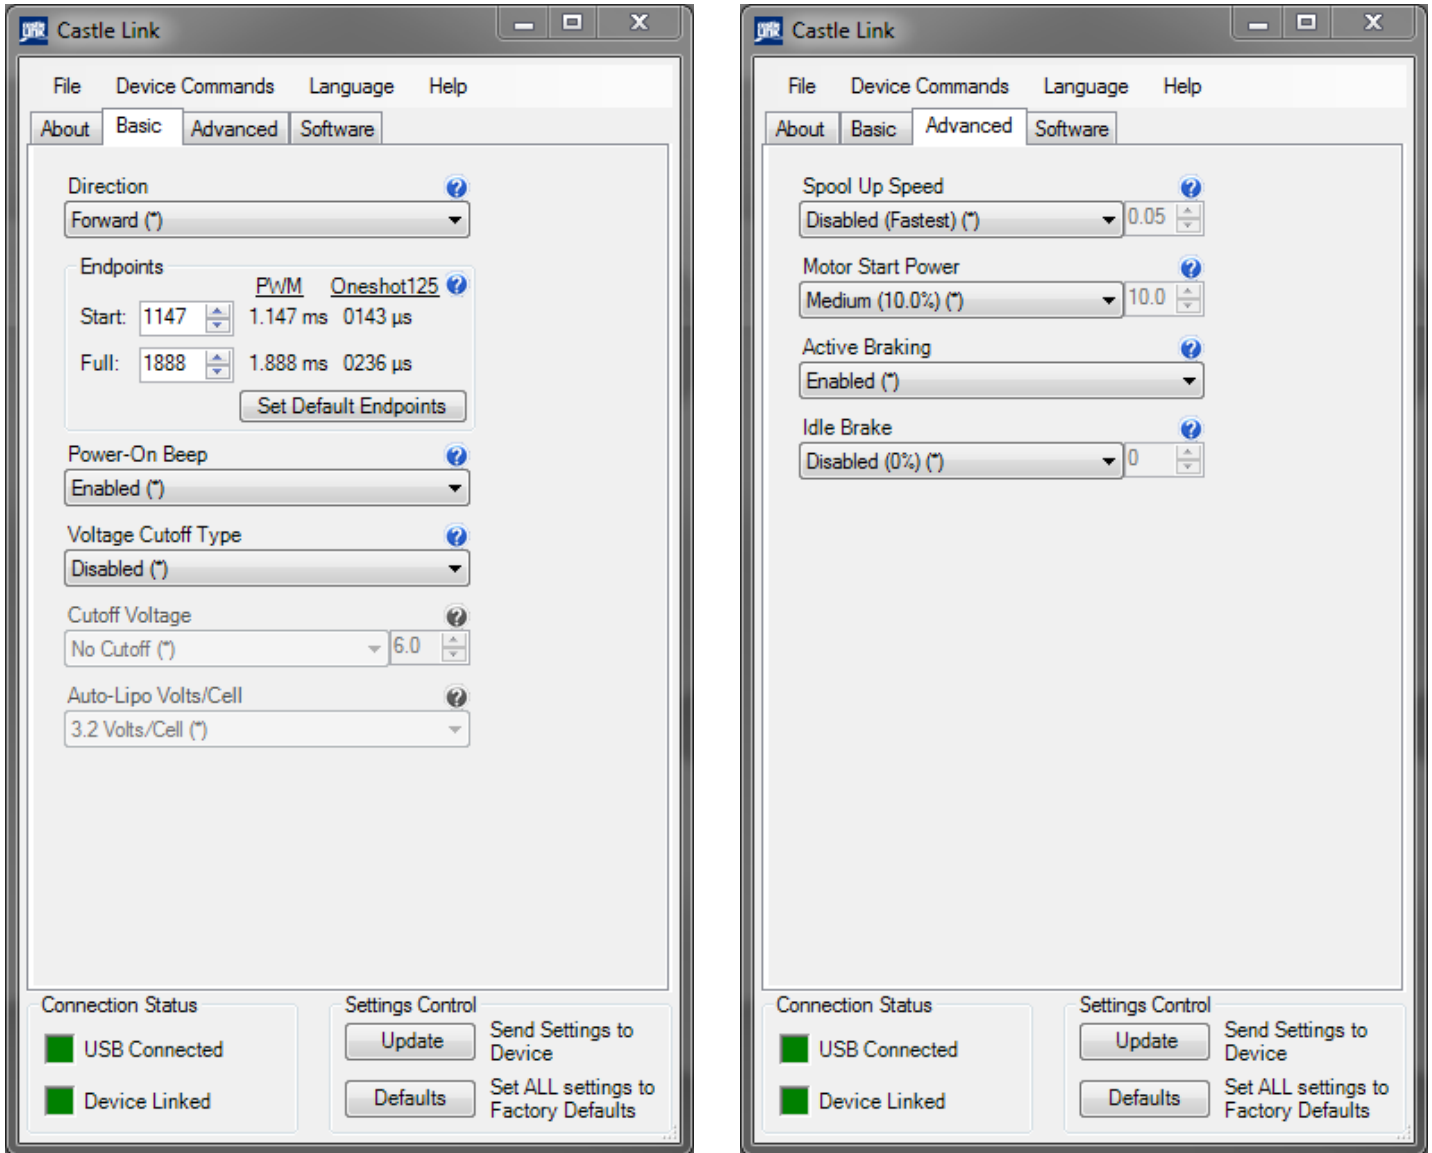 Castle Link
File Device Commands Language Help
About Basic Advanced Software
Direction
Forward (*)
Endpoints
PWM Oneshot125
Start: 1147 1.147 ms 0143 µs
Full: 1888 1.888 ms 0236 µs
Set Default Endpoints
Power-On Beep
Enabled (*)
Voltage Cutoff Type
Disabled (*)
Cutoff Voltage
No Cutoff (*) 6.0
Auto-Lipo Volts/Cell
3.2 Volts/Cell (*)
Connection Status
USB Connected
Device Linked
Settings Control
Update Send Settings to
Device
Defaults Set ALL settings to
Factory Defaults
Castle Link
File Device Commands Language Help
About Basic Advanced Software
Spool Up Speed
Disabled (Fastest) (*) 0.05
Motor Start Power
Medium (10.0%) (*) 10.0
Active Braking
Enabled (*)
Idle Brake
Disabled (0%) (*) 0
Connection Status
USB Connected
Device Linked
Settings Control
Update Send Settings to
Device
Defaults Set ALL settings to
Factory Defaults